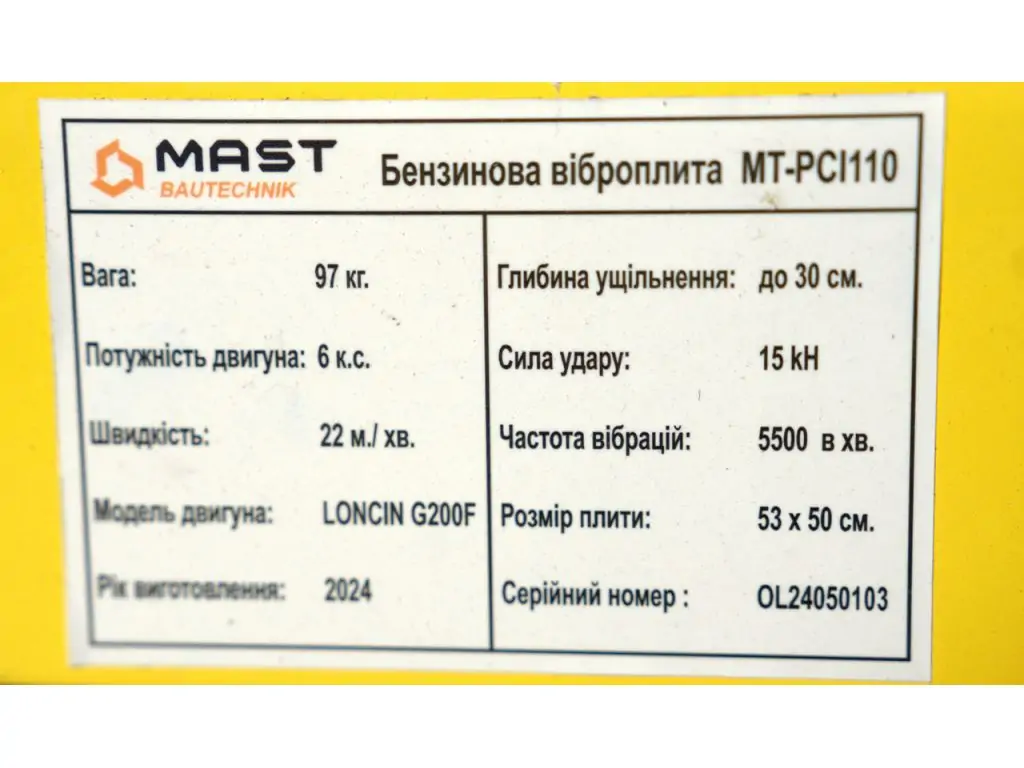 MAST
BAUTECHNIK
Бензинова віброплита MT-PCI110
Вага: 97 кг.
Потужність двигуна: 6 к.с.
Швидкість: 22 м./ хв.
Модель двигуна: LONCIN G200F
Рік виготовлення: 2024
Глибина ущільнення: до 30 см.
Сила удару: 15 kH
Частота вібрацій: 5500 в хв.
Розмір плити: 53 x 50 см.
Серійний номер : OL24050103